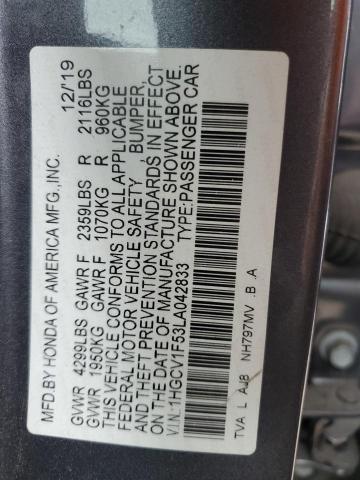 MFD.BY HONDA OF AMERICA MFG.,INC. 12/19
GVWR 4299LBS GAWR F 2359LBS R 2116LBS
GVWR 1950KG GAWR F 1070KG R 960KG
THIS VEHICLE CONFORMS TO ALL APPLICABLE
FEDERAL MOTOR VEHICLE SAFETY , BUMPER,
AND THEFT PREVENTION STANDARDS IN EFFECT
ON THE DATE OF MANUFACTURE SHOWN ABOVE.
V.I.N.:1HGCV1F53LA042833 TYPE:PASSENGER CAR
TVA L AJ8 NH797MV .B .A